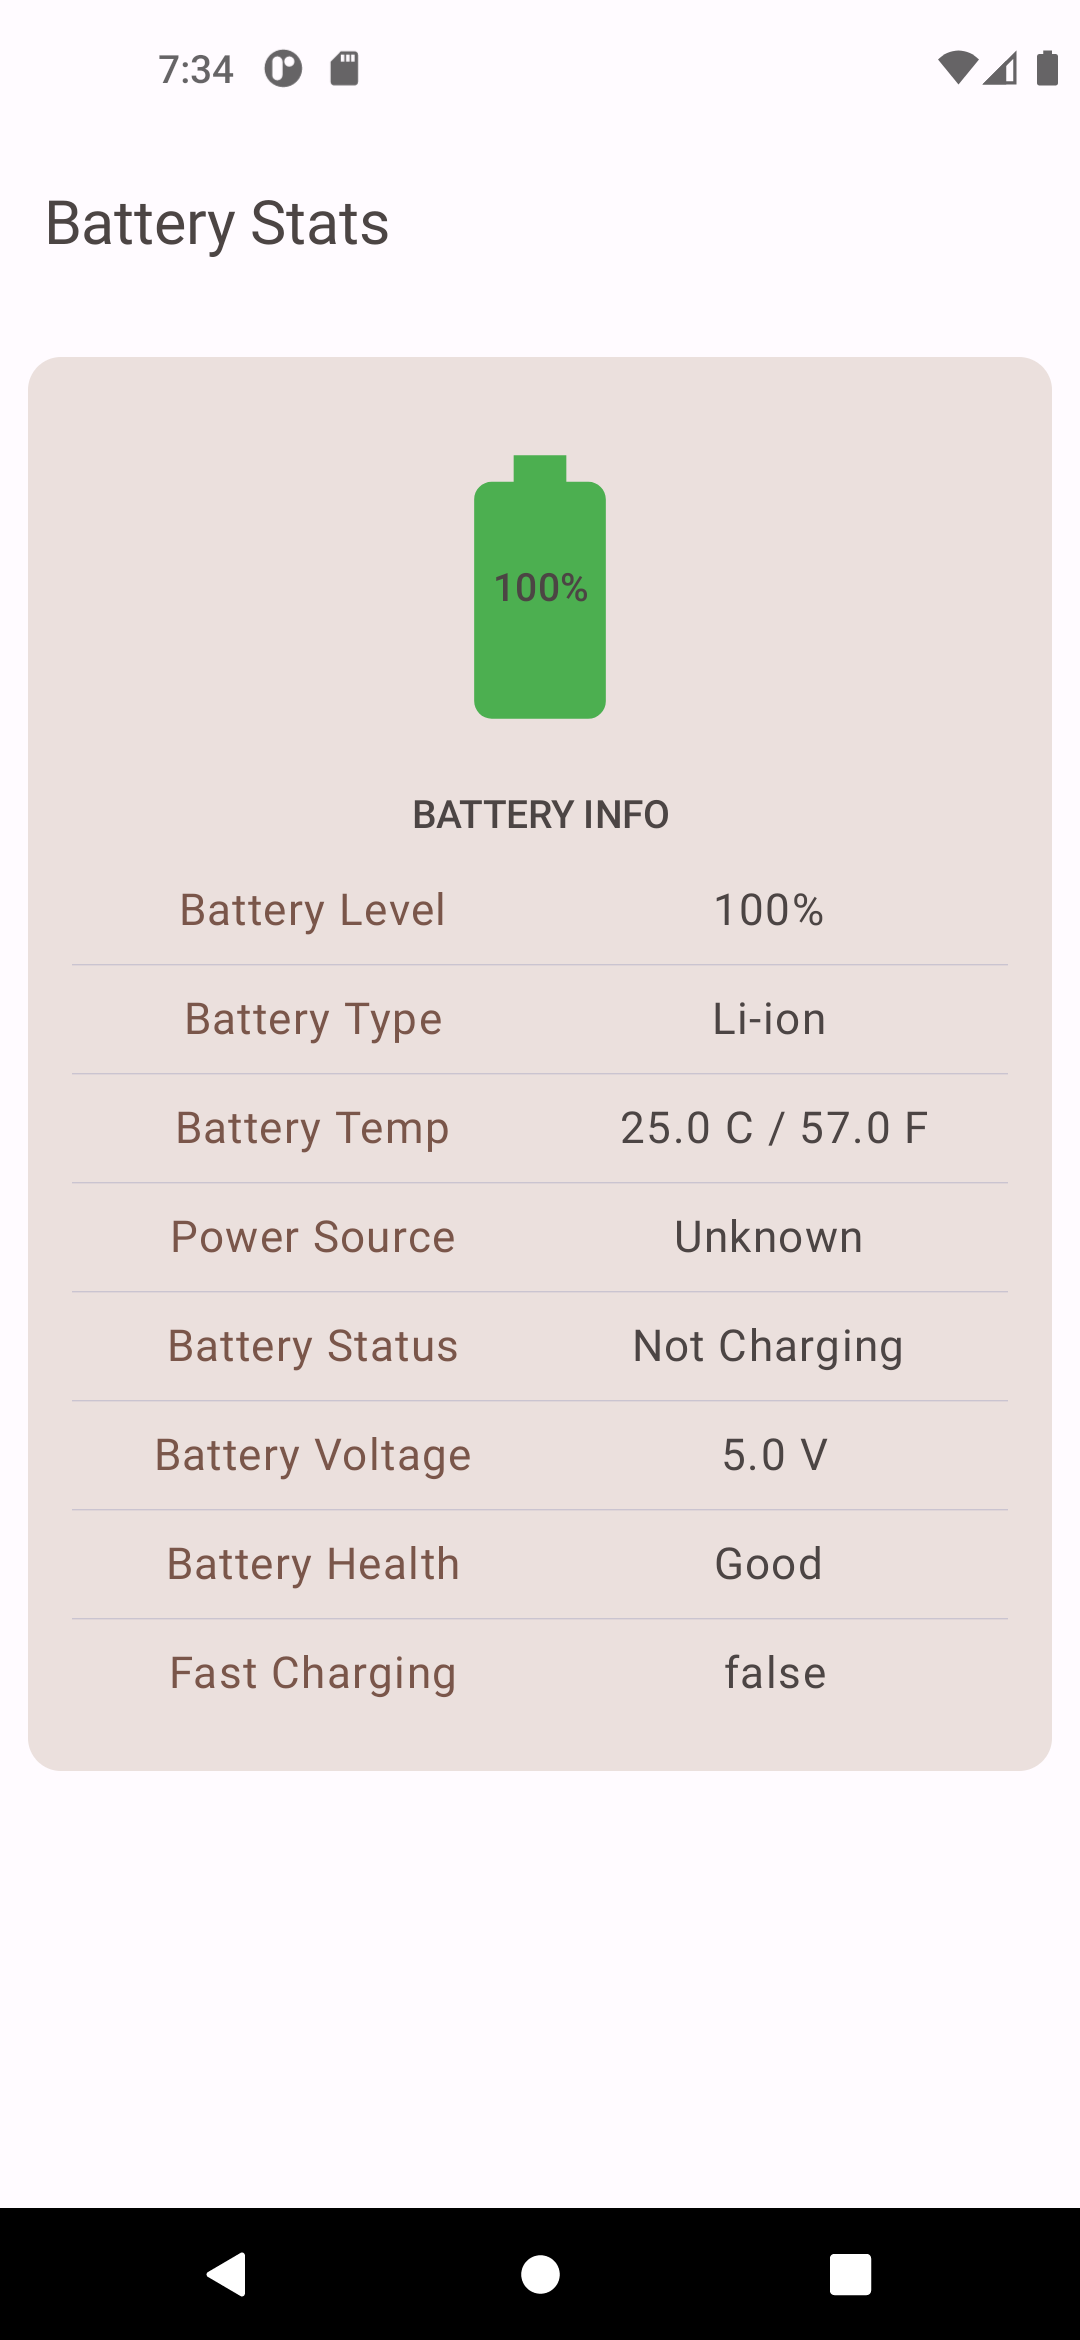 7:34
Battery Stats
100%
BATTERY INFO
Battery Level 100%
Battery Type Li-ion
Battery Temp 25.0 C / 57.0 F
Power Source Unknown
Battery Status Not Charging
Battery Voltage 5.0 V
Battery Health Good
Fast Charging false